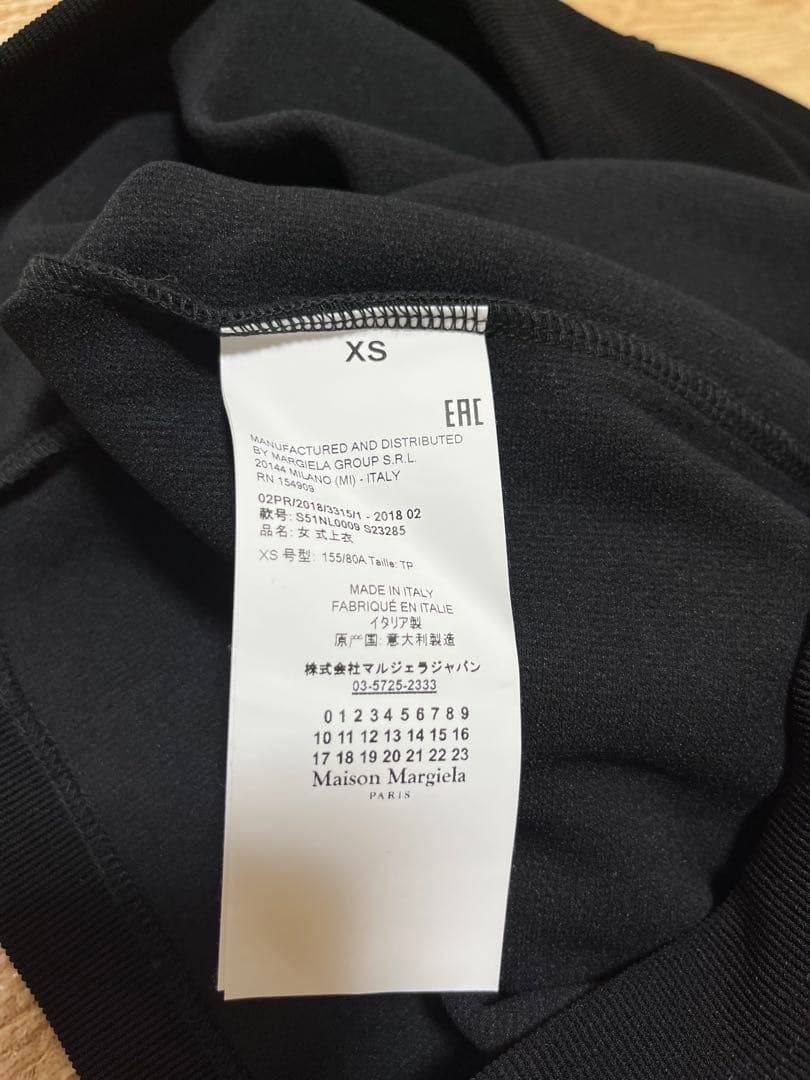 XS
EAC
MANUFACTURED AND DISTRIBUTED
BY MARGIELA GROUP S.R.L.
20144 MILANO (MI) - ITALY
RN 154909
02PR/2018/3315/1 - 2018 02
款号: S51NL0009 S23285
品名: 女 式上衣
XS 号型: 155/80A Taille: TP
MADE IN ITALY
FABRIQUÉ EN ITALIE
イタリア製
原产国: 意大利製造
株式会社マルジェラジャパン
03-5725-2333
0 1 2 3 4 5 6 7 8 9
10 11 12 13 14 15 16
17 18 19 20 21 22 23
Maison Margiela
PARIS